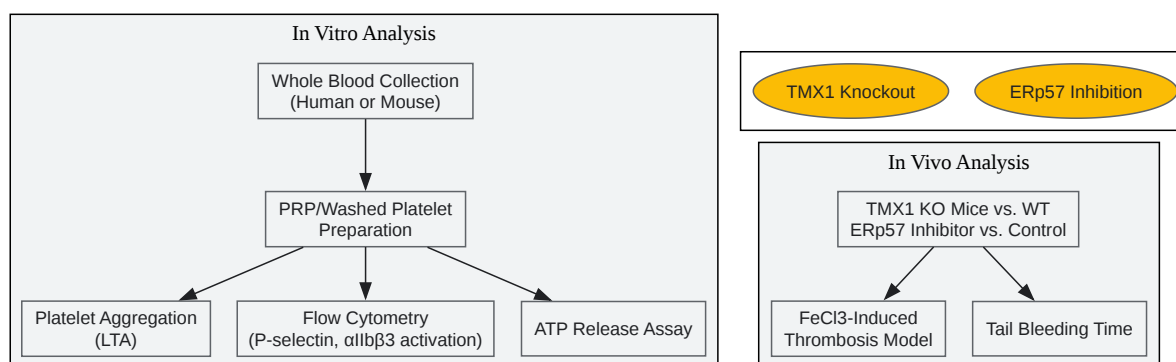 In Vitro Analysis
Whole Blood Collection
(Human or Mouse)
PRP/Washed Platelet
Preparation
Platelet Aggregation
(LTA)
Flow Cytometry
(P-selectin, αIIbβ3 activation)
ATP Release Assay
TMX1 Knockout
ERp57 Inhibition
In Vivo Analysis
TMX1 KO Mice vs. WT
ERp57 Inhibitor vs. Control
FeCl3-Induced
Thrombosis Model
Tail Bleeding Time